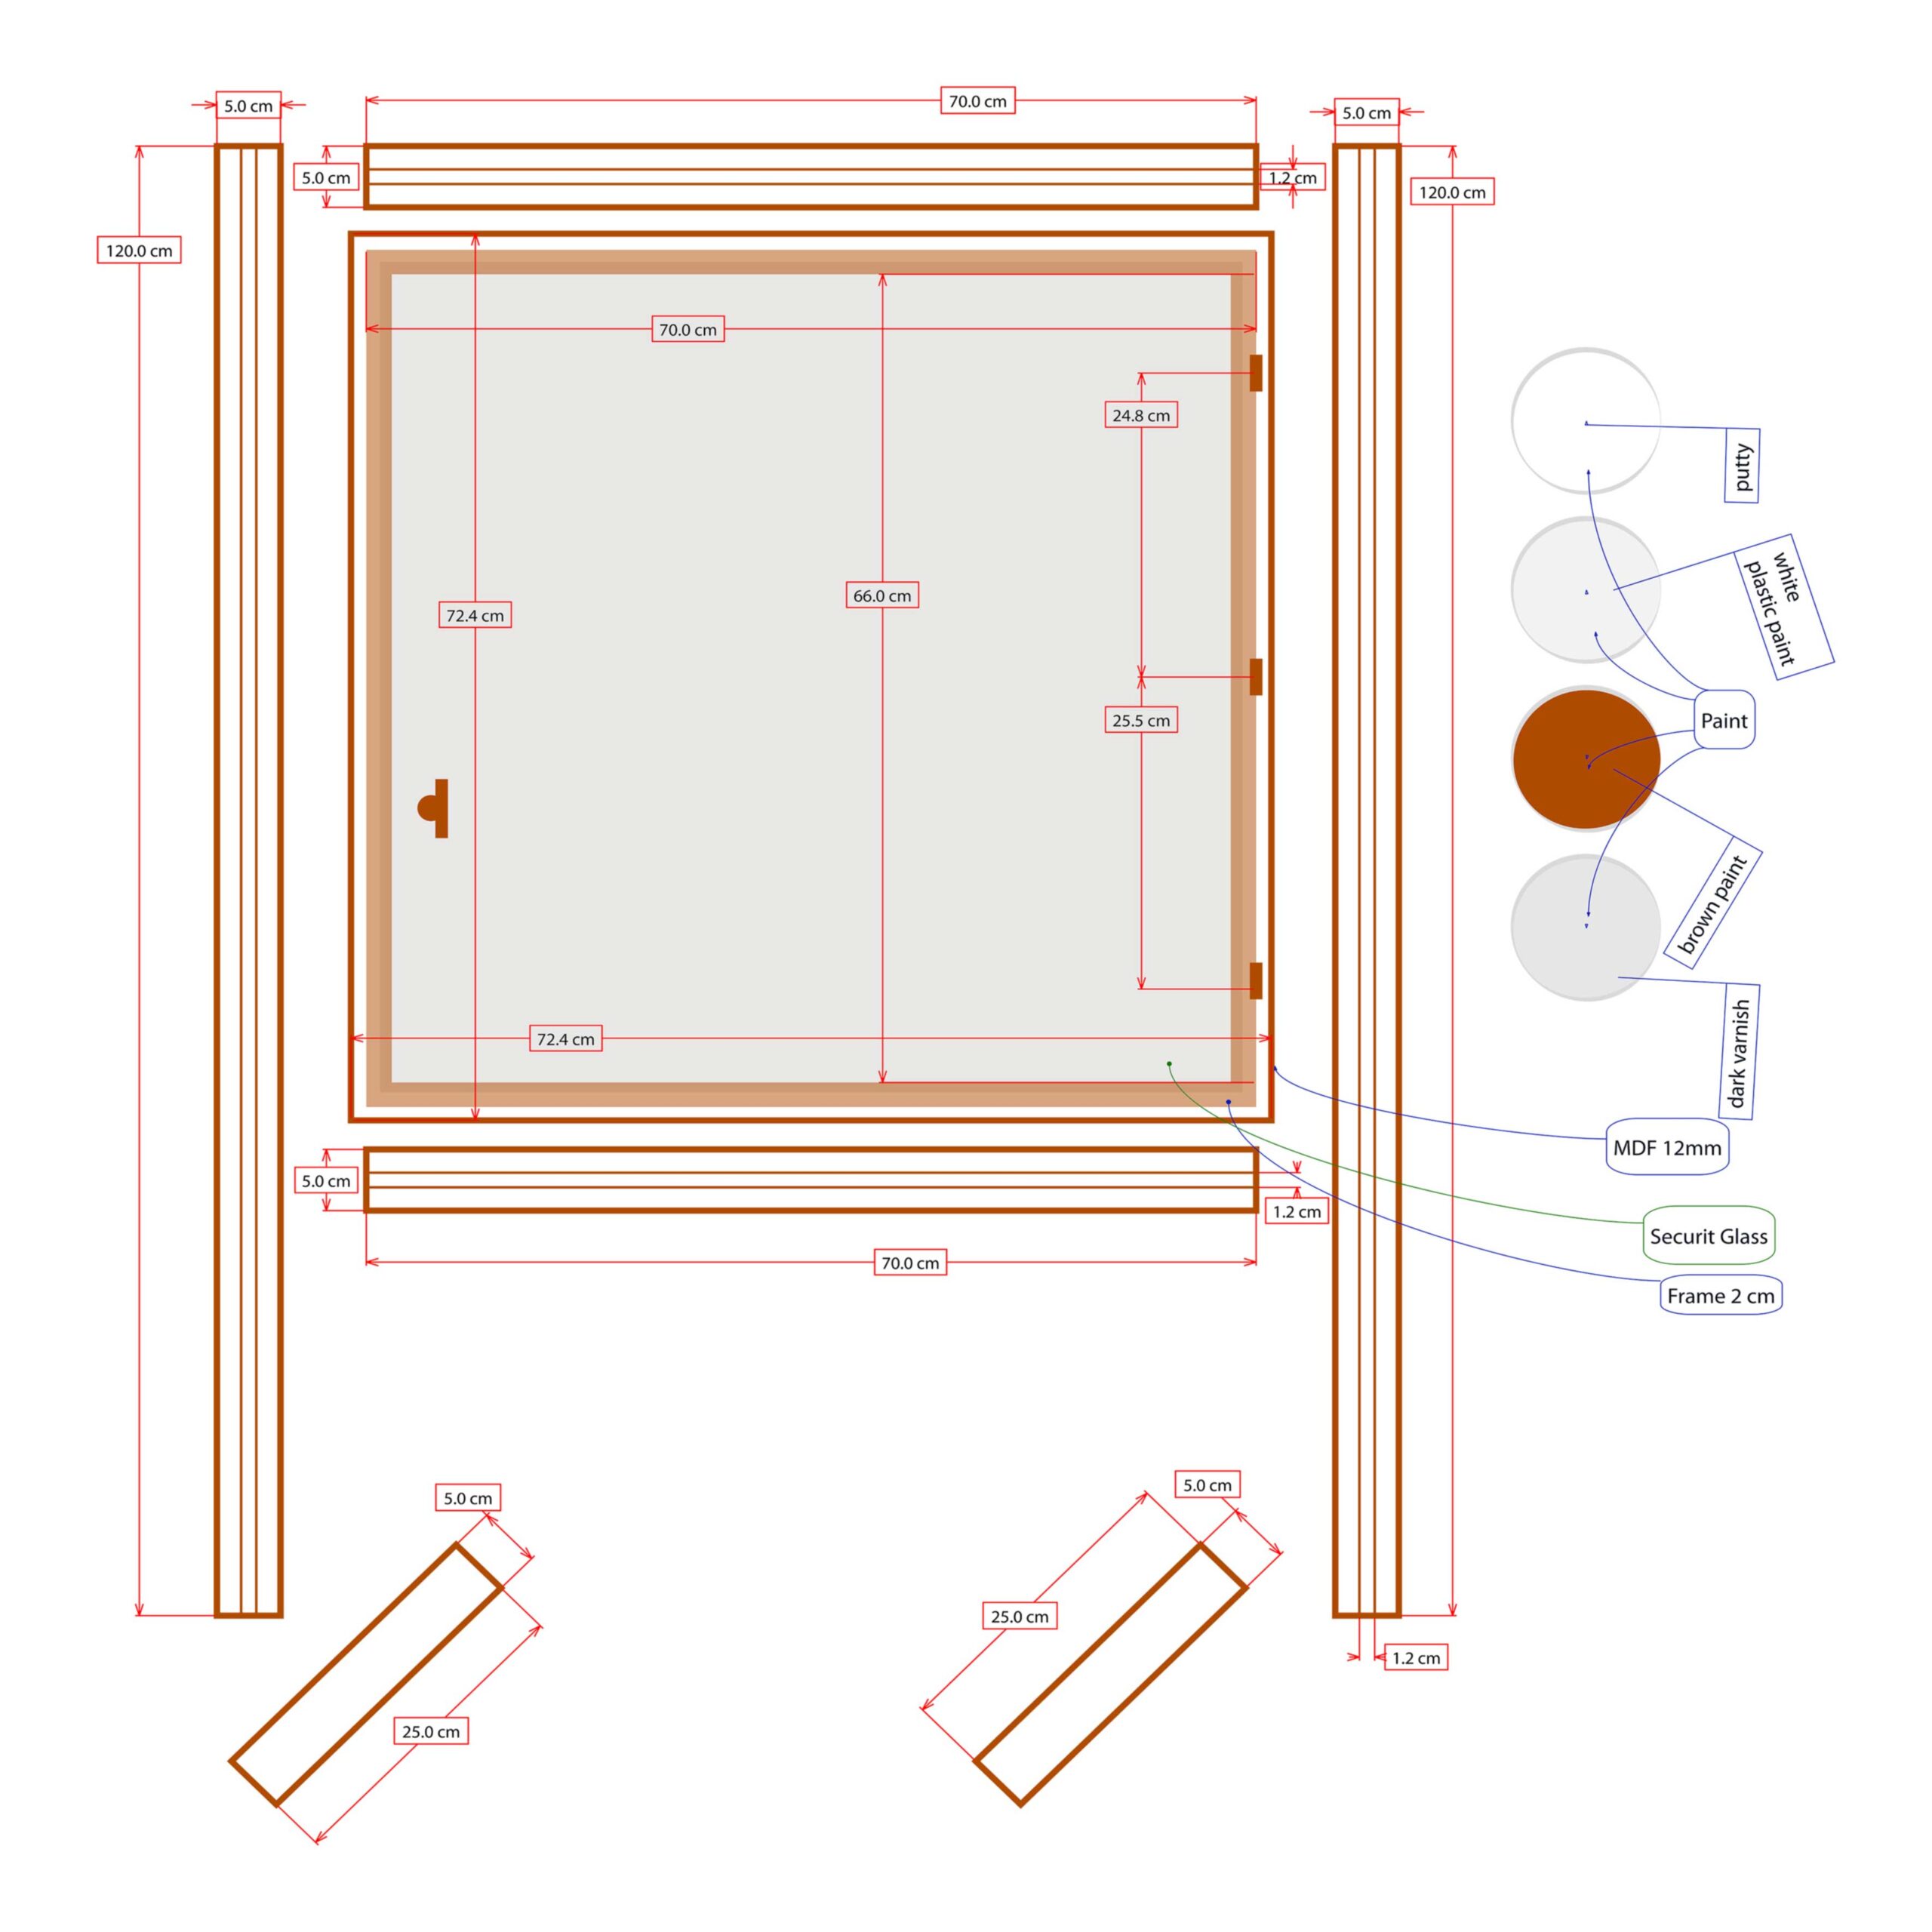 5.0 cm
70.0 cm
5.0 cm
5.0 cm
1.2 cm
120.0 cm
120.0 cm
70.0 cm
24.8 cm
putty
72.4 cm
66.0 cm
white
plastic paint
25.5 cm
Paint
brown paint
72.4 cm
dark varnish
MDF 12mm
5.0 cm
1.2 cm
Securit Glass
70.0 cm
Frame 2 cm
5.0 cm
5.0 cm
25.0 cm
1.2 cm
25.0 cm